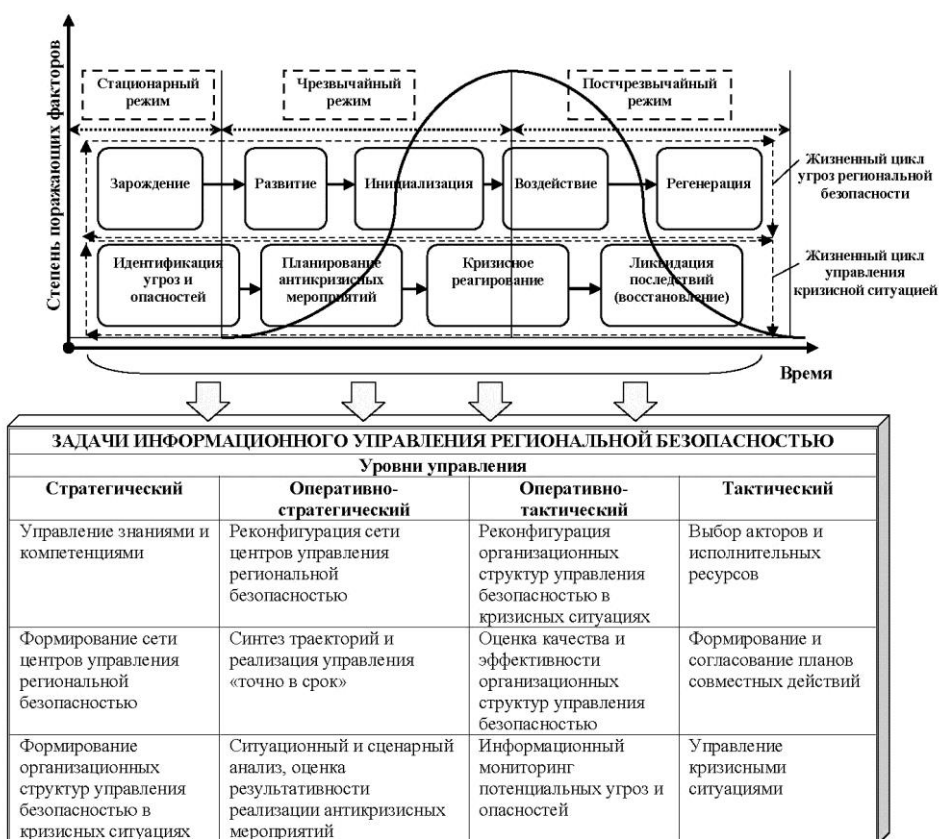 Степень поражающих факторов
Стационарный
режим
Чрезвычайный
режим
Постчрезвычайный
режим
Зарождение
Развитие
Инициализация
Воздействие
Регенерация
Жизненный цикл
угроз региональной
безопасности
Идентификация
угроз и
опасностей
Планирование
антикризисных
мероприятий
Кризисное
реагирование
Ликвидация
последствий
(восстановление)
Жизненный цикл
управления
кризисной ситуацией
Время
ЗАДАЧИ ИНФОРМАЦИОННОГО УПРАВЛЕНИЯ РЕГИОНАЛЬНОЙ БЕЗОПАСНОСТЬЮ
Уровни управления
Стратегический
Оперативно-
стратегический
Оперативно-
тактический
Тактический
Управление знаниями и
компетенциями
Реконфигурация сети
центров управления
региональной
безопасностью
Реконфигурация
организационных
структур управления
безопасностью в
кризисных ситуациях
Выбор акторов и
исполнительных
ресурсов
Формирование сети
центров управления
региональной
безопасностью
Синтез траекторий и
реализация управления
«точно в срок»
Оценка качества и
эффективности
организационных
структур управления
безопасностью
Формирование и
согласование планов
совместных действий
Формирование
организационных
структур управления
безопасностью в
кризисных ситуациях
Ситуационный и сценарный
анализ, оценка
результативности
реализации антикризисных
мероприятий
Информационный
мониторинг
потенциальных угроз и
опасностей
Управление
кризисными
ситуациями